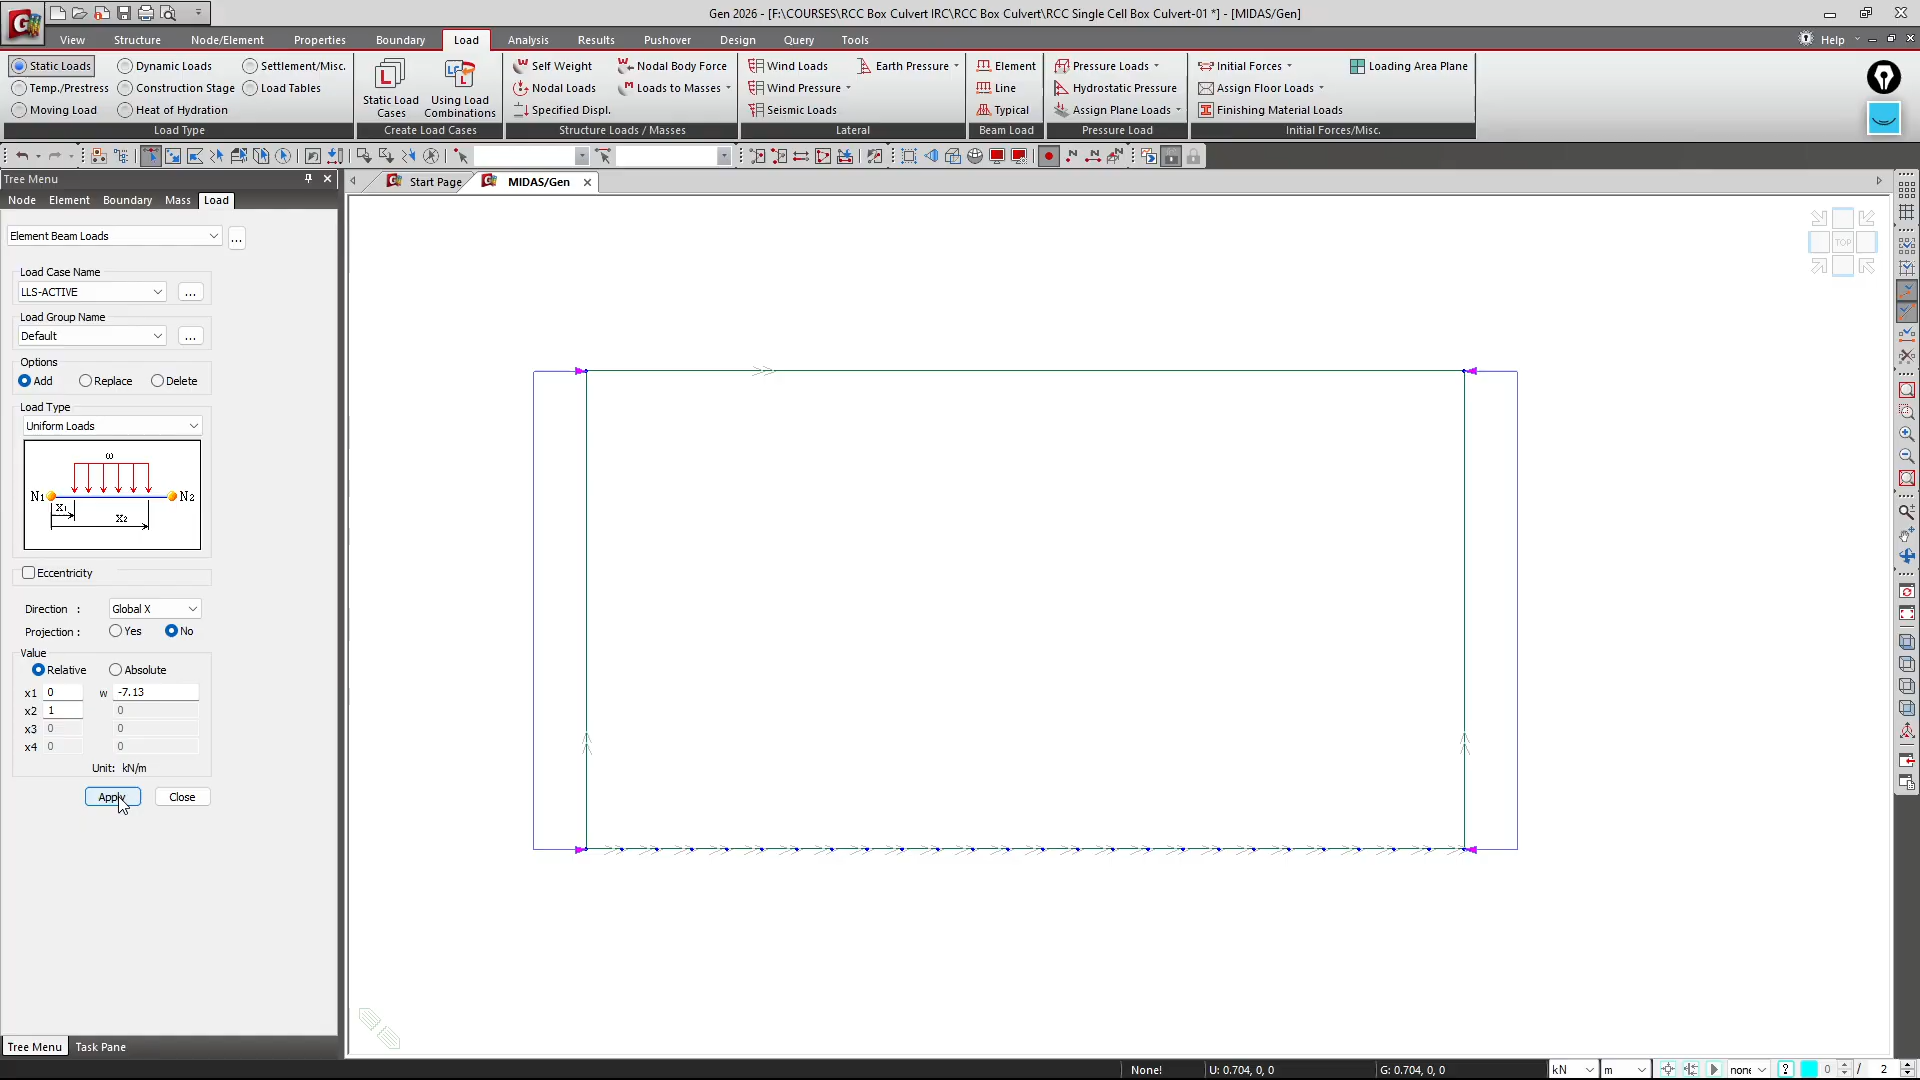 Gen 2026 - [F:\COURSES\RCC Box Culvert IRC\RCC Box Culvert\RCC Single Cell Box Culvert-01 *] - [MIDAS/Gen]
View Structure Node/Element Properties Boundary Load Analysis Results Pushover Design Query Tools Help
Static Loads Dynamic Loads Settlement/Misc. Self Weight Nodal Body Force Wind Loads Earth Pressure Element Pressure Loads Initial Forces Loading Area Plane
Temp./Prestress Construction Stage Load Tables Nodal Loads Loads to Masses Wind Pressure Line Hydrostatic Pressure Assign Floor Loads
Moving Load Heat of Hydration Static Load Cases Using Load Combinations Specified Displ. Seismic Loads Typical Assign Plane Loads Finishing Material Loads
Load Type Create Load Cases Structure Loads / Masses Lateral Beam Load Pressure Load Initial Forces/Misc.
Tree Menu
Start Page MIDAS/Gen
Node Element Boundary Mass Load
Element Beam Loads ...
TOP
Load Case Name
LLS-ACTIVE ...
Load Group Name
Default ...
Options
Add Replace Delete
Load Type
Uniform Loads
ω
N1 N2
X1
X2
Eccentricity
Direction : Global X
Projection : Yes No
Value
Relative Absolute
x1 0 w -7.13
x2 1 0
x3 0 0
x4 0 0
Unit: kN/m
Apply Close
Tree Menu Task Pane
None! U: 0.704, 0, 0 G: 0.704, 0, 0 kN m none ? 0 / 2